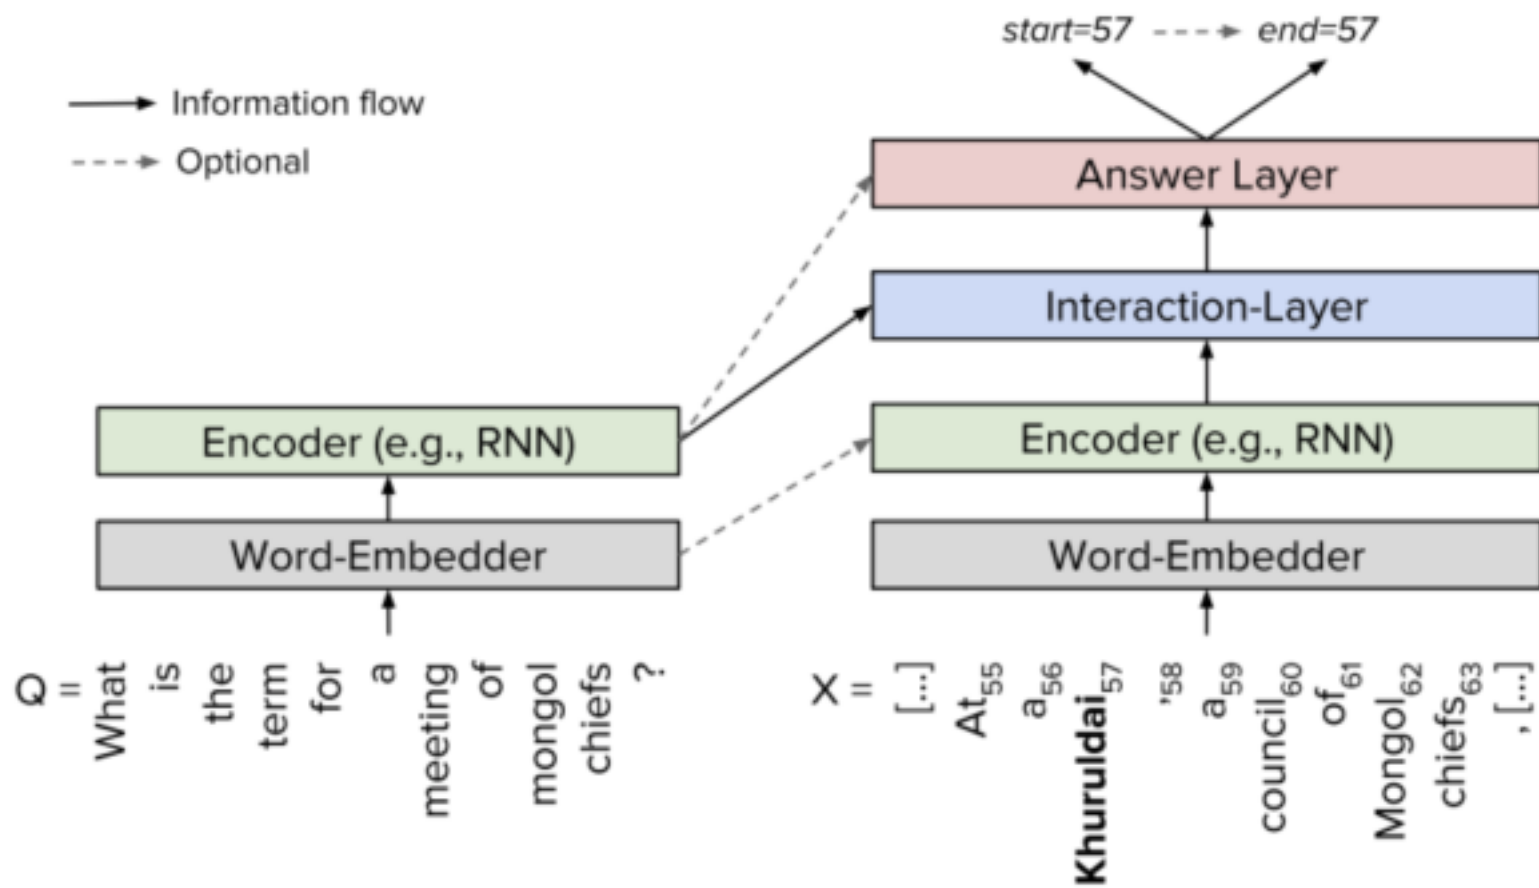 start=57 end=57
Information flow
Optional
Answer Layer
Interaction-Layer
Encoder (e.g., RNN)
Encoder (e.g., RNN)
Word-Embedder
Word-Embedder
Q = What is the term for a meeting of mongol chiefs ?
X = [...] At55 a56 Khuruldai57 '58 a59 council60 of61 Mongol62 chiefs63 , [...]